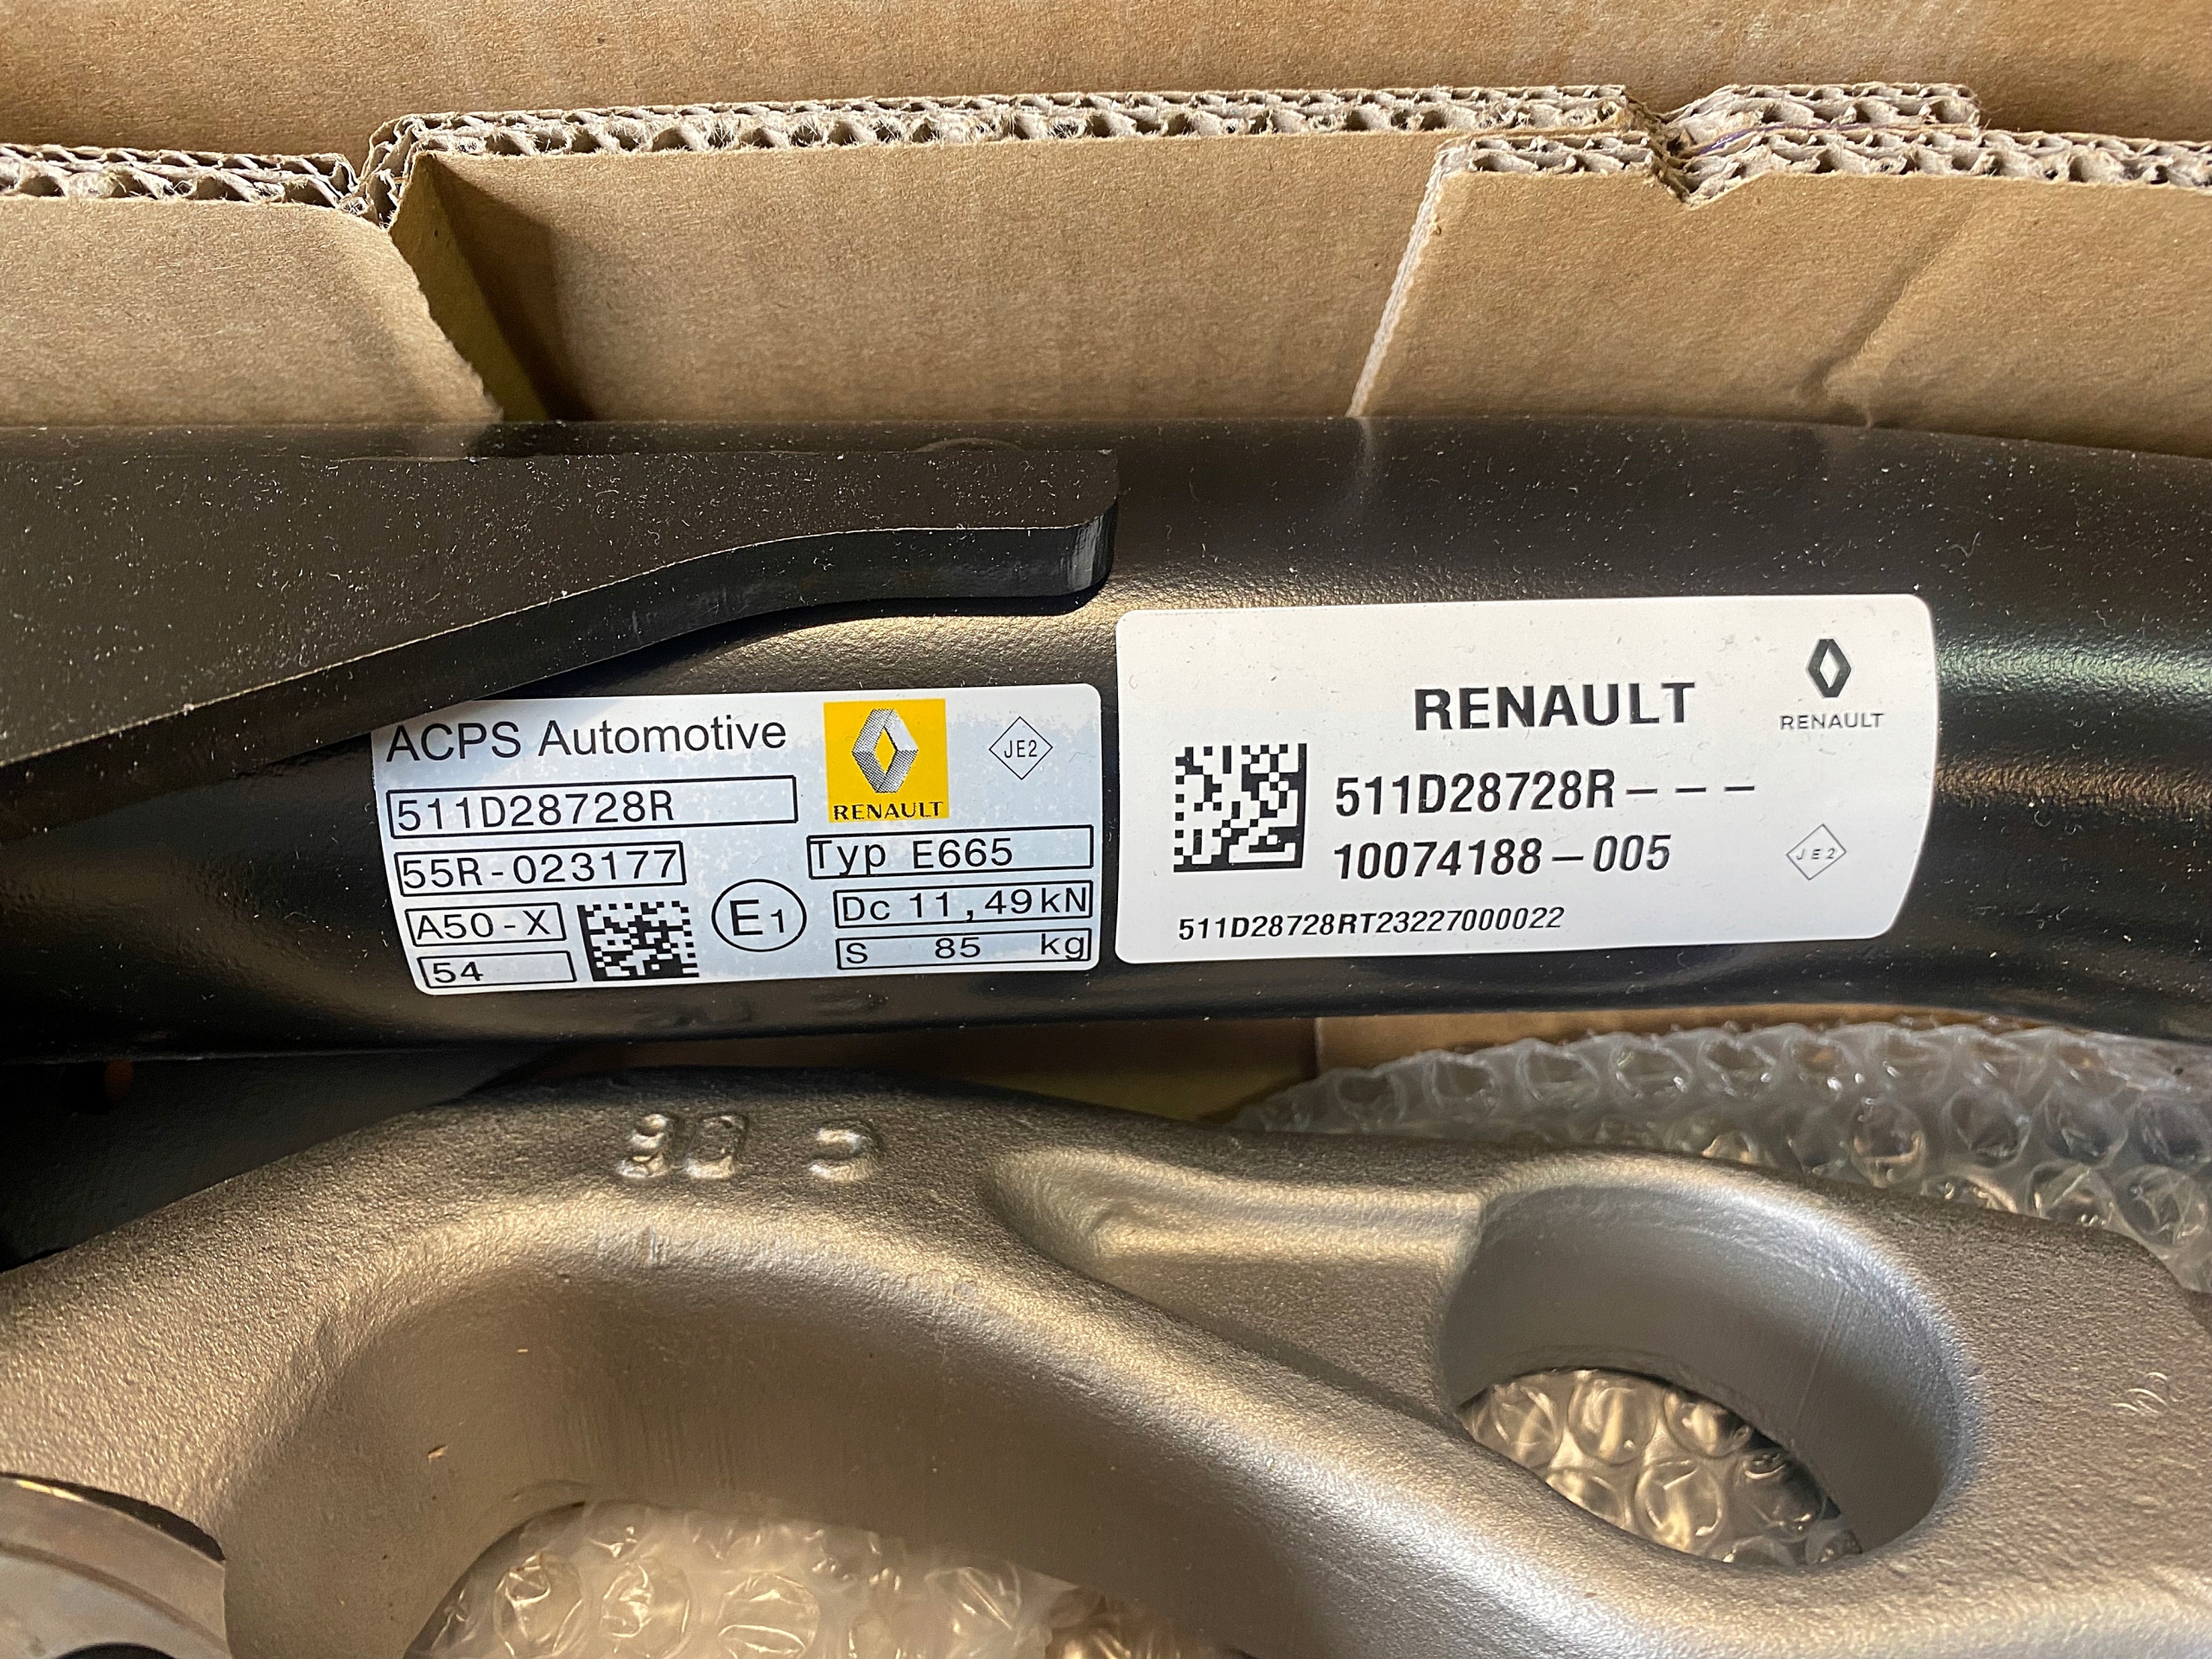 ACPS Automotive
RENAULT
JE2
511D28728R
55R-023177
Typ E665
A50-X
E1
Dc 11,49kN
54
S 85 kg
RENAULT
RENAULT
511D28728R---
10074188-005
JE2
511D28728RT23227000022